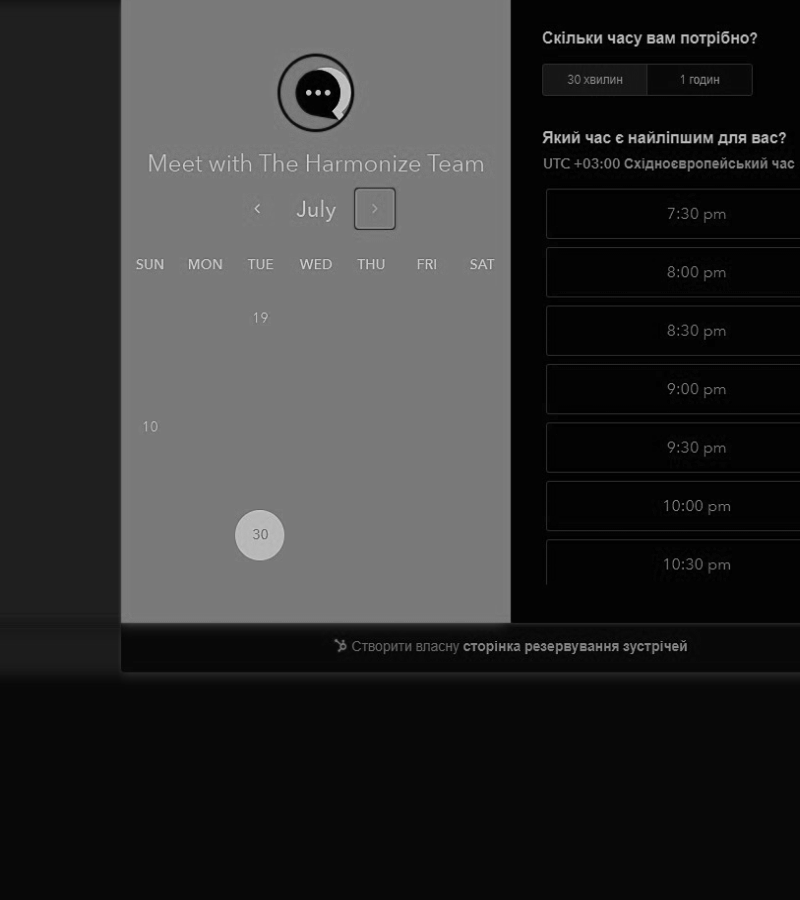 Meet with The Harmonize Team
July
SUN MON TUE WED THU FRI SAT
19
10
30
Скільки часу вам потрібно?
30 хвилин 1 годин
Який час є найліпшим для вас?
UTC +03:00 Східноєвропейський час
7:30 pm
8:00 pm
8:30 pm
9:00 pm
9:30 pm
10:00 pm
10:30 pm
Створити власну сторінка резервування зустрічей